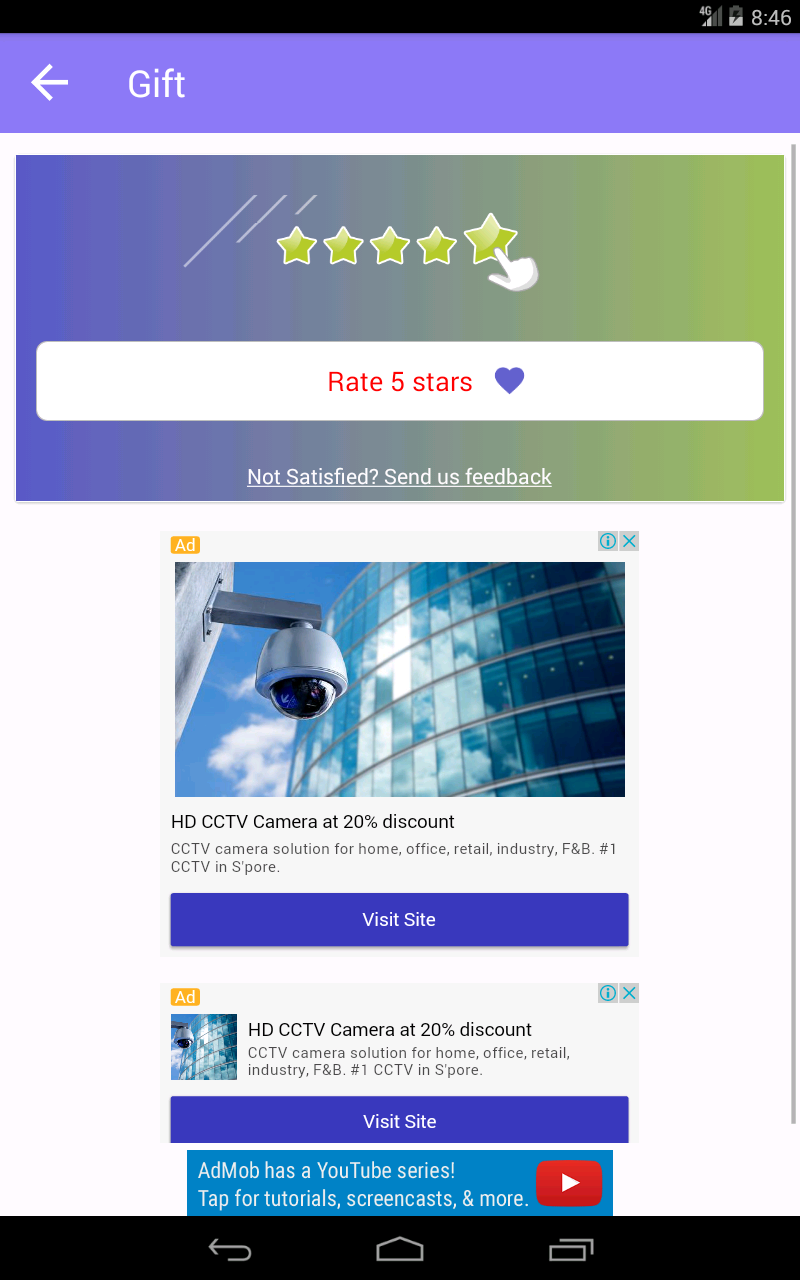 4G
8:46
Gift
Rate 5 stars
Not Satisfied? Send us feedback
Ad
HD CCTV Camera at 20% discount
CCTV camera solution for home, office, retail, industry, F&B. #1
CCTV in S'pore.
Visit Site
Ad
HD CCTV Camera at 20% discount
CCTV camera solution for home, office, retail,
industry, F&B. #1 CCTV in S'pore.
Visit Site
AdMob has a YouTube series!
Tap for tutorials, screencasts, & more.